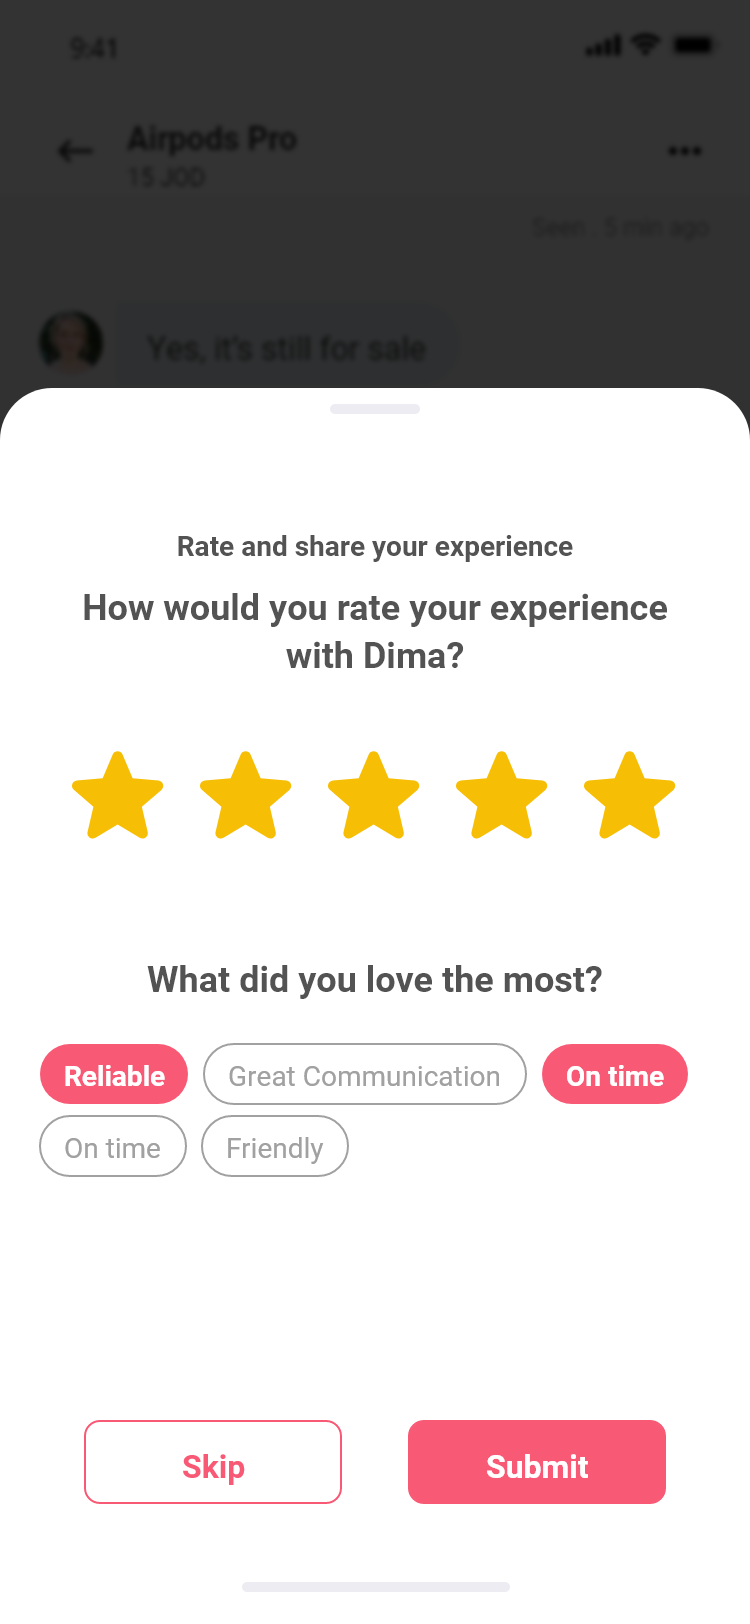 9:41
Airpods Pro
15 JOD
Seen . 5 min ago
Yes, it's still for sale
Rate and share your experience
How would you rate your experience
with Dima?
What did you love the most?
Reliable
Great Communication
On time
On time
Friendly
Skip
Submit